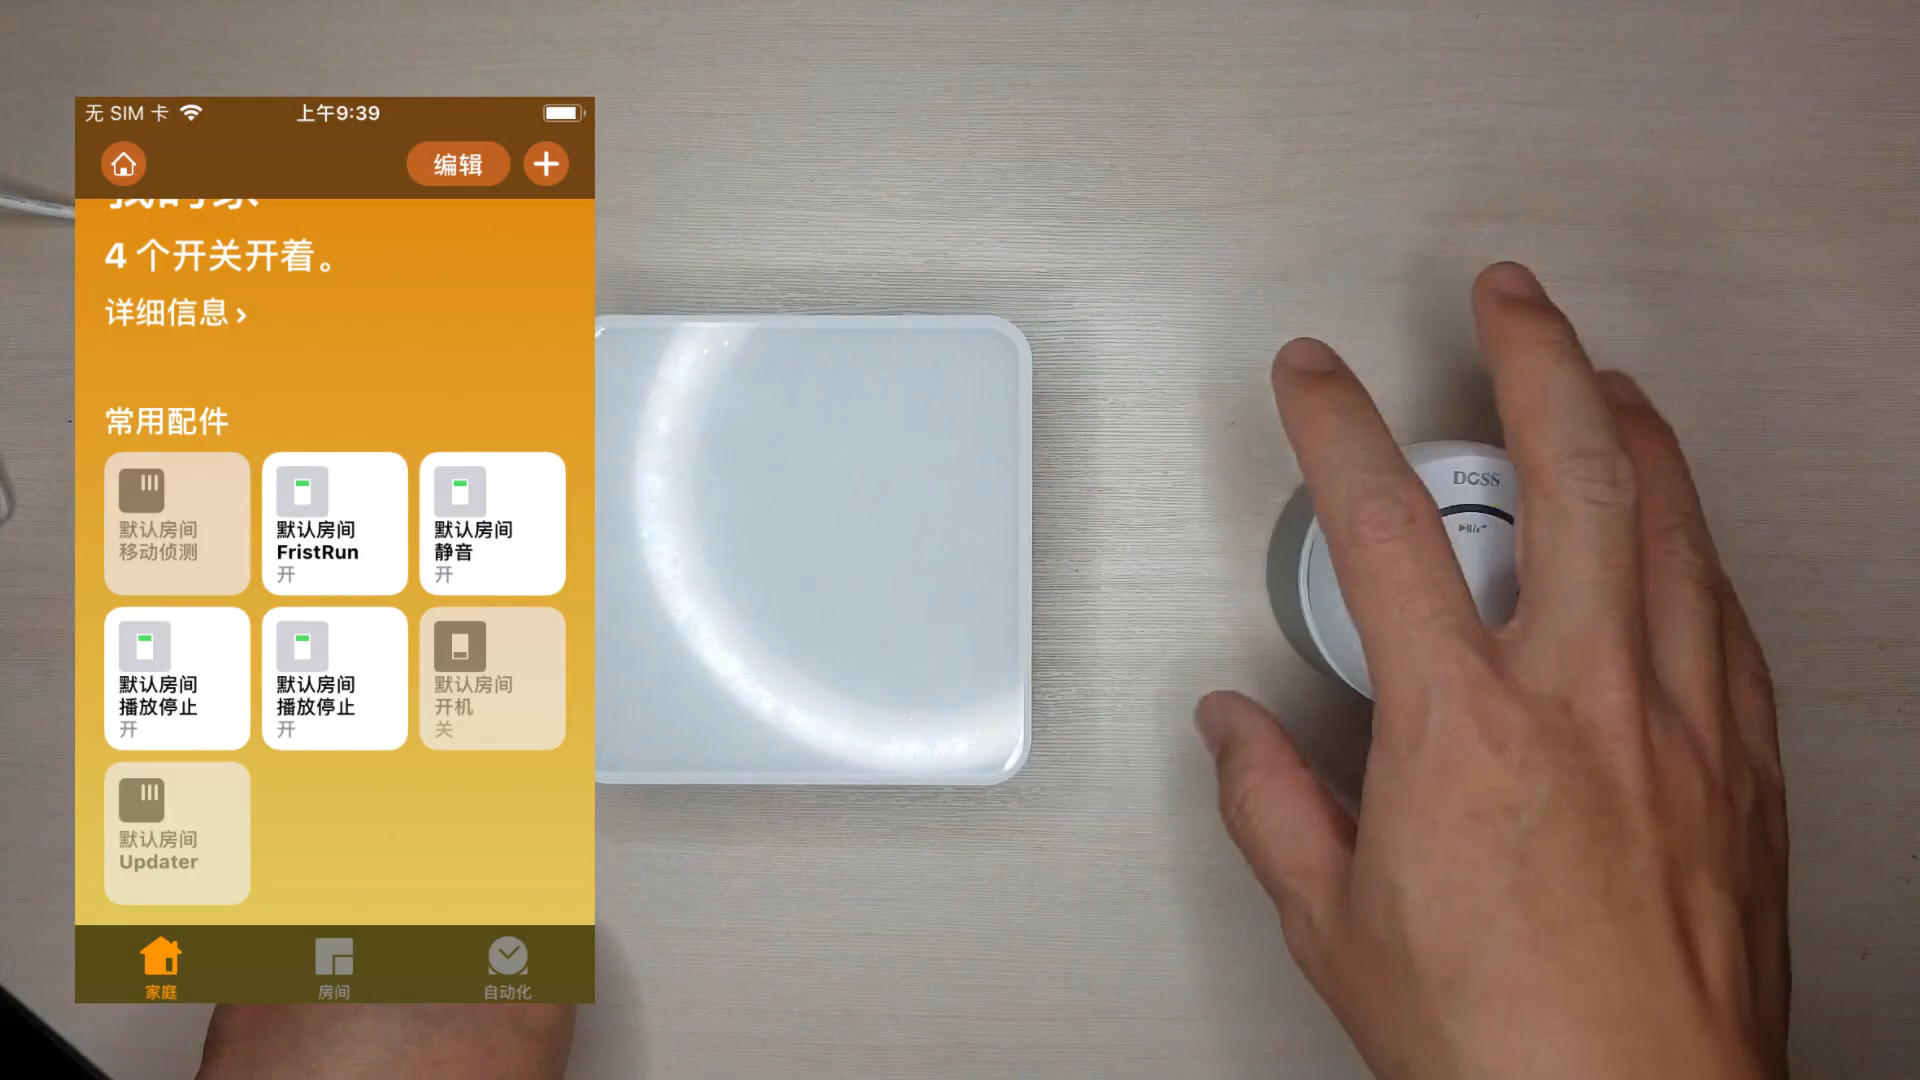 无 SIM 卡
上午9:39
编辑
我的家
4 个开关开着。
详细信息 ›
常用配件
默认房间
移动侦测
默认房间
FristRun
开
默认房间
静音
开
默认房间
播放停止
开
默认房间
播放停止
开
默认房间
开机
关
默认房间
Updater
家庭
房间
自动化
DOSS